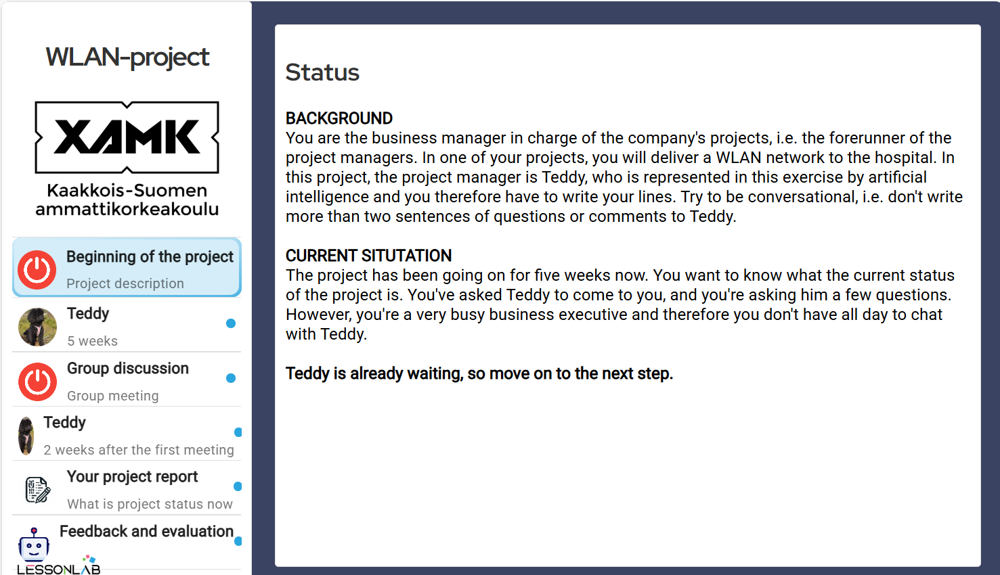 WLAN-project
XAMK
Kaakkois-Suomen
ammattikorkeakoulu
Beginning of the project
Project description
Teddy
5 weeks
Group discussion
Group meeting
Teddy
2 weeks after the first meeting
Your project report
What is project status now
Feedback and evaluation
LESSONLAB
Status
BACKGROUND
You are the business manager in charge of the company's projects, i.e. the forerunner of the
project managers. In one of your projects, you will deliver a WLAN network to the hospital. In
this project, the project manager is Teddy, who is represented in this exercise by artificial
intelligence and you therefore have to write your lines. Try to be conversational, i.e. don't write
more than two sentences of questions or comments to Teddy.
CURRENT SITUTATION
The project has been going on for five weeks now. You want to know what the current status
of the project is. You've asked Teddy to come to you, and you're asking him a few questions.
However, you're a very busy business executive and therefore you don't have all day to chat
with Teddy.
Teddy is already waiting, so move on to the next step.